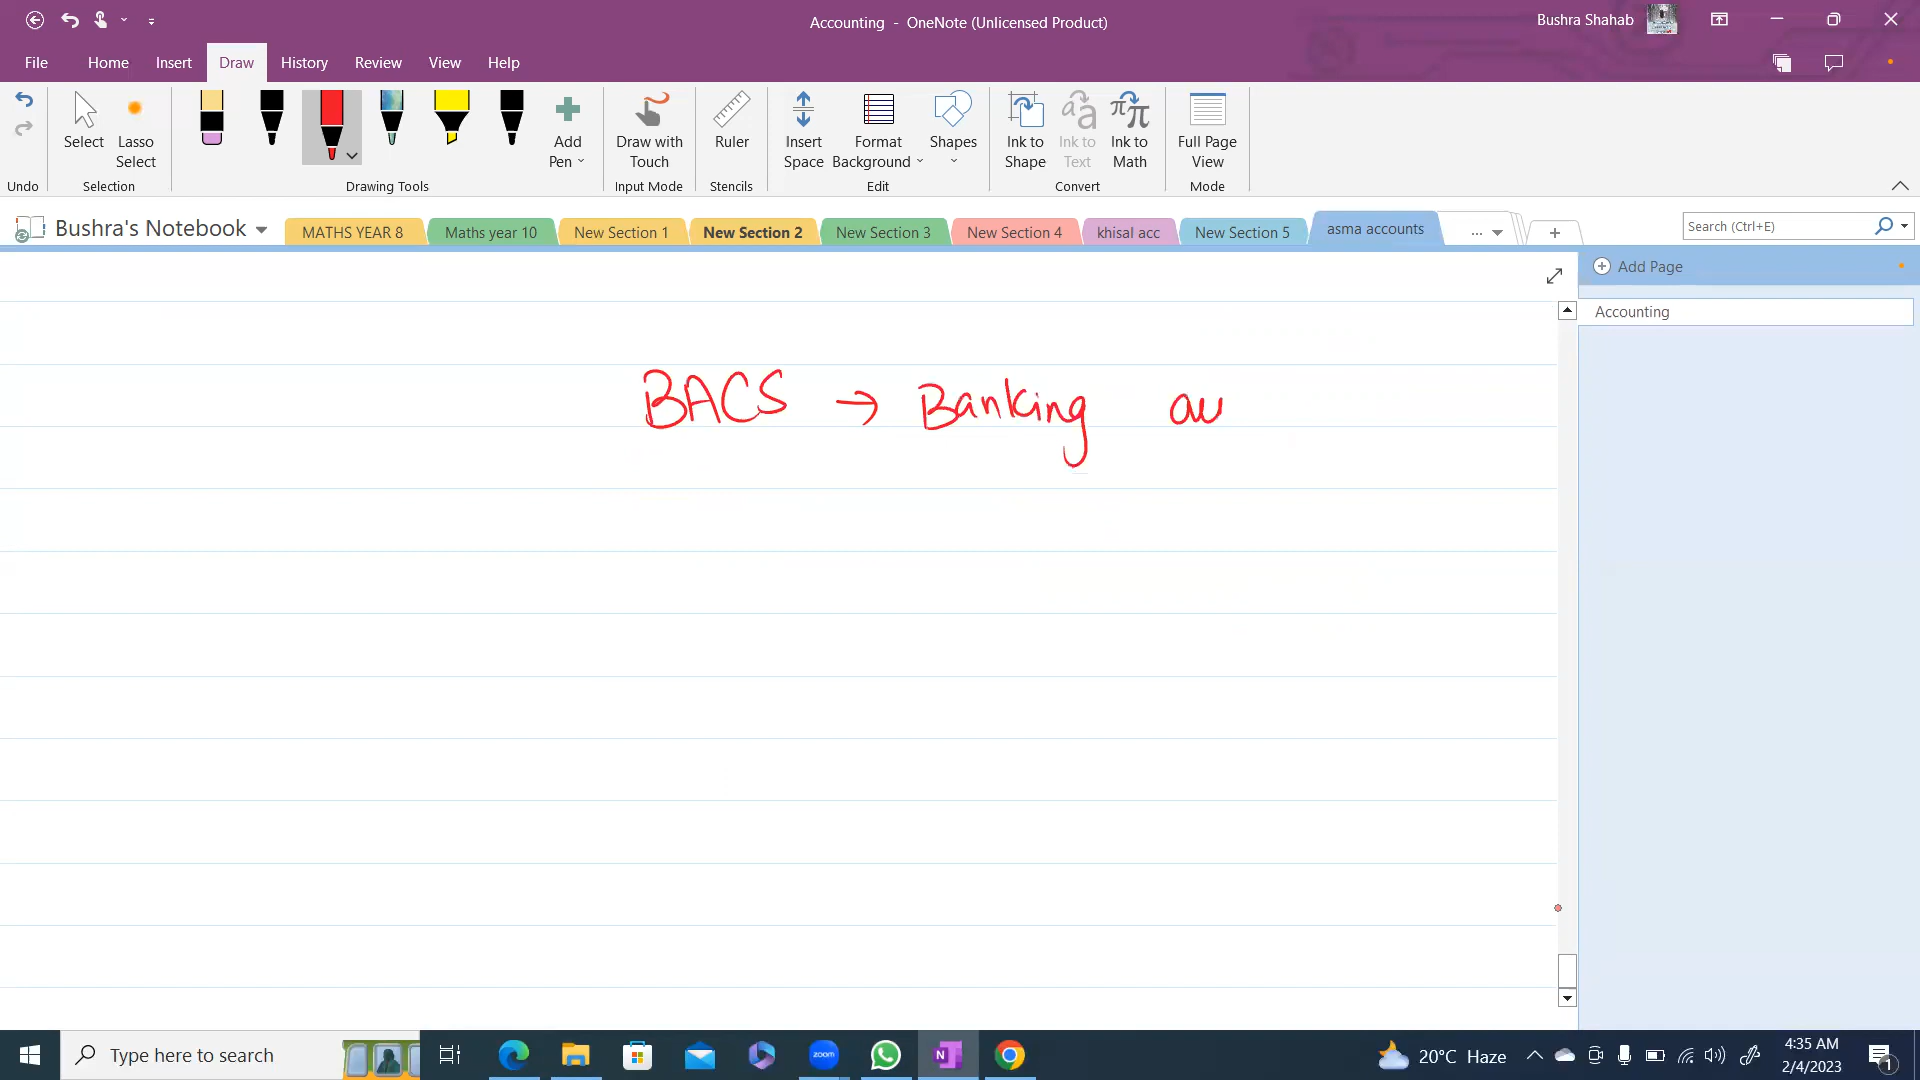 Accounting - OneNote (Unlicensed Product)
Bushra Shahab
File Home Insert Draw History Review View Help
Select
Lasso Select
Add Pen
Draw with Touch
Ruler
Insert Space
Format Background
Shapes
Ink to Shape
Ink to Text
Ink to Math
Full Page View
Undo Selection Drawing Tools Input Mode Stencils Edit Convert Mode
Bushra's Notebook MATHS YEAR 8 Maths year 10 New Section 1 New Section 2 New Section 3 New Section 4 khisal acc New Section 5 asma accounts ... Search (Ctrl+E)
Add Page
Accounting
BACS → Banking au
Type here to search
zoom
N
20°C Haze
4:35 AM
2/4/2023
1